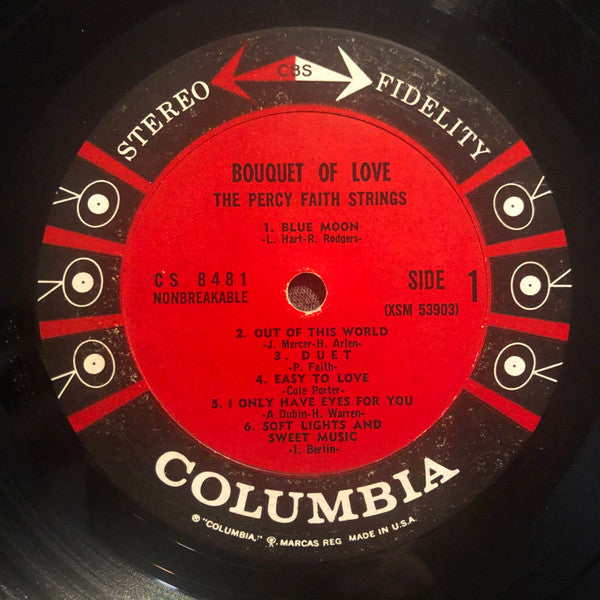 CBS
STEREO FIDELITY
BOUQUET OF LOVE
THE PERCY FAITH STRINGS
1. BLUE MOON
-L. Hart-R. Rodgers-
CS 8481
NONBREAKABLE
SIDE 1
(XSM 53903)
2. OUT OF THIS WORLD
-J. Mercer-H. Arlen-
3. DUET
-P. Faith-
4. EASY TO LOVE
-Cole Porter-
5. I ONLY HAVE EYES FOR YOU
-A Dubin-H. Warren-
6. SOFT LIGHTS AND
SWEET MUSIC
-I. Berlin-
COLUMBIA
"COLUMBIA," MARCAS REG MADE IN U.S.A.